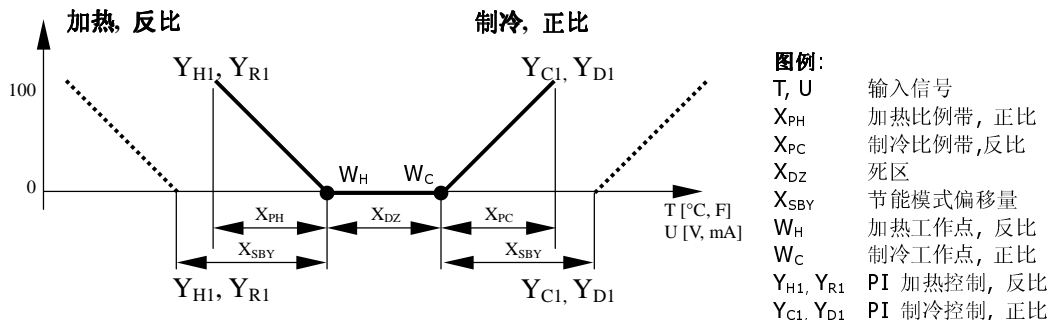 加热, 反比
制冷, 正比
YH1, YR1
YC1, YD1
100
0
WH
WC
XPH
XDZ
XPC
T [°C, F]
U [V, mA]
XSBY
XSBY
YH1, YR1
YC1, YD1
图例:
T, U 输入信号
XPH 加热比例带, 正比
XPC 制冷比例带,反比
XDZ 死区
XSBY 节能模式偏移量
WH 加热工作点, 反比
WC 制冷工作点, 正比
YH1, YR1 PI 加热控制, 反比
YC1, YD1 PI 制冷控制, 正比